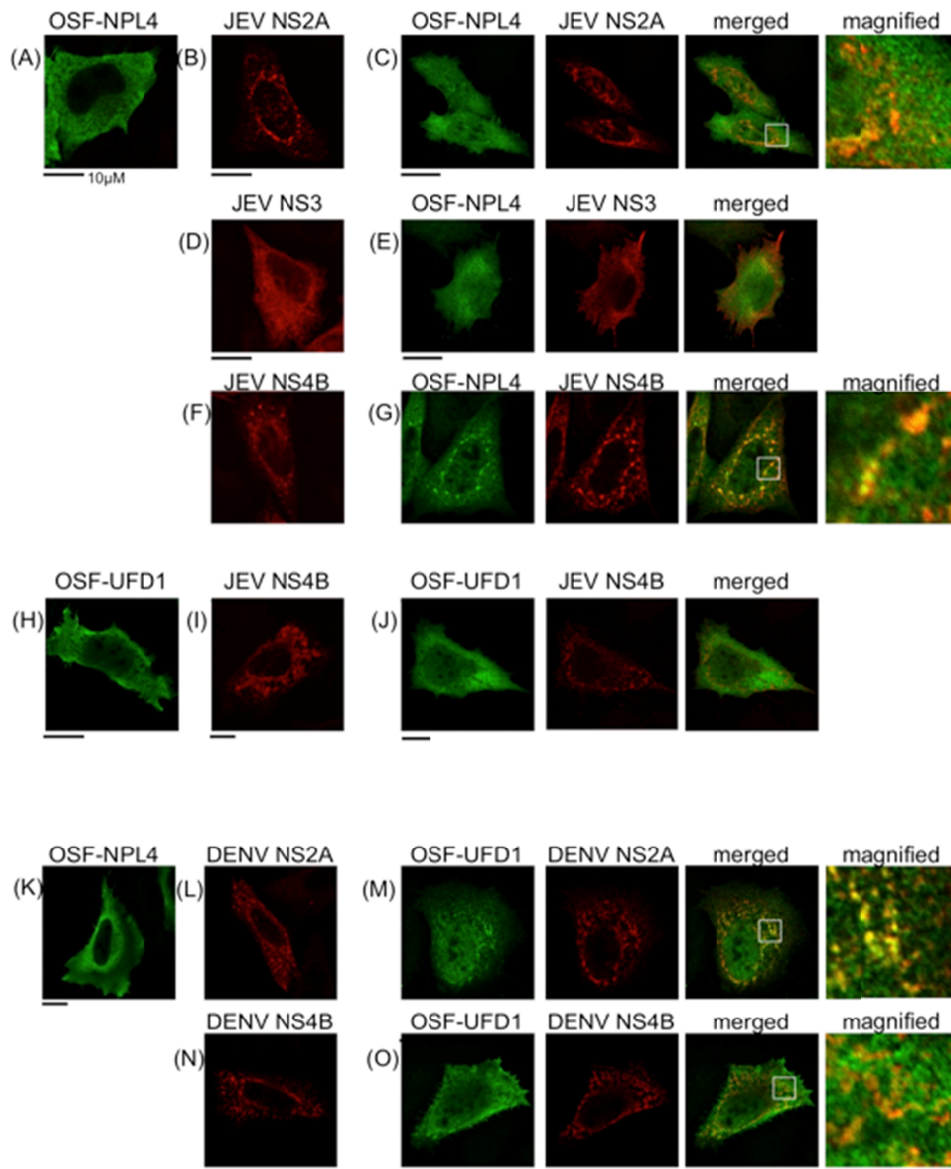 OSF-NPL4 JEV NS2A OSF-NPL4 JEV NS2A merged magnified
(A) (B) (C)
10µM
JEV NS3 OSF-NPL4 JEV NS3 merged
(D) (E)
JEV NS4B OSF-NPL4 JEV NS4B merged magnified
(F) (G)
OSF-UFD1 JEV NS4B OSF-UFD1 JEV NS4B merged
(H) (I) (J)
OSF-NPL4 DENV NS2A OSF-UFD1 DENV NS2A merged magnified
(K) (L) (M)
DENV NS4B OSF-UFD1 DENV NS4B merged magnified
(N) (O)